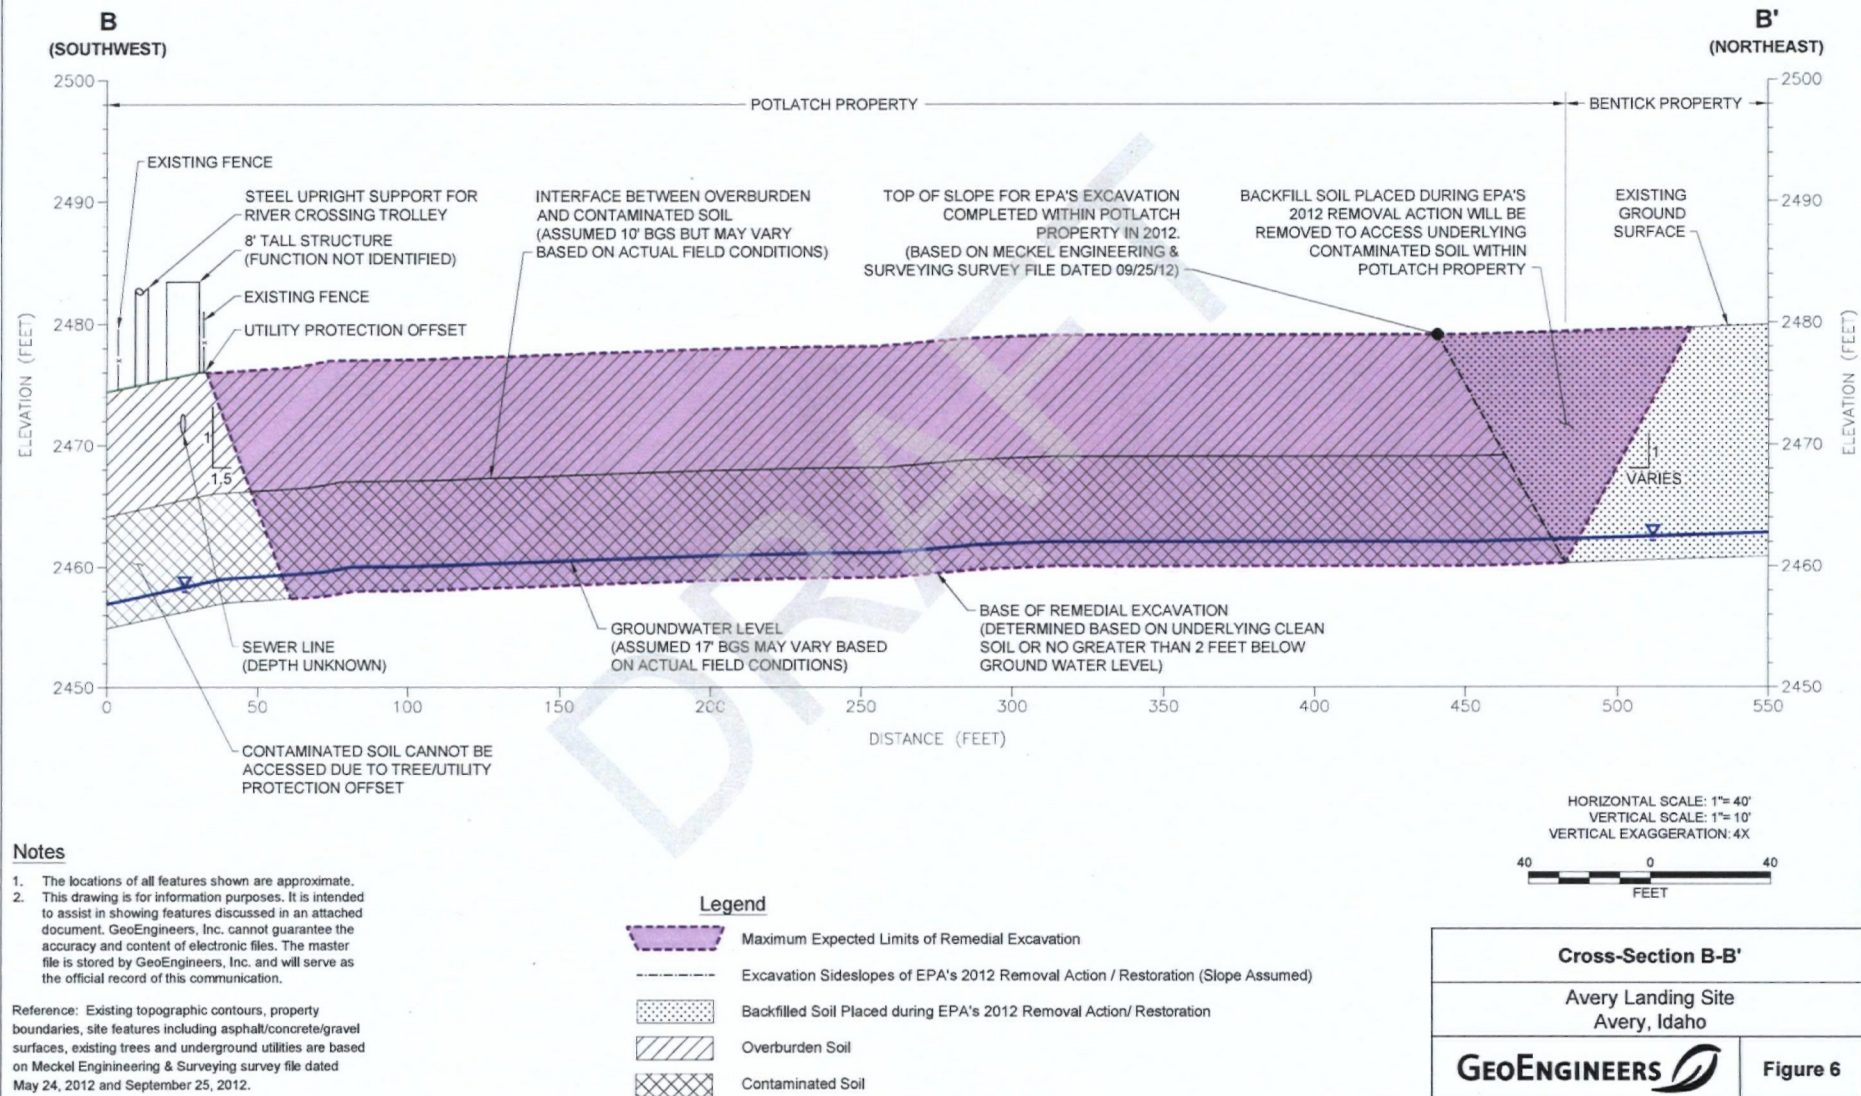 B
(SOUTHWEST)
B'
(NORTHEAST)
2500
2490
2480
2470
2460
2450
ELEVATION (FEET)
POTLATCH PROPERTY
BENTICK PROPERTY
EXISTING FENCE
STEEL UPRIGHT SUPPORT FOR
RIVER CROSSING TROLLEY
8' TALL STRUCTURE
(FUNCTION NOT IDENTIFIED)
EXISTING FENCE
UTILITY PROTECTION OFFSET
INTERFACE BETWEEN OVERBURDEN
AND CONTAMINATED SOIL
(ASSUMED 10' BGS BUT MAY VARY
BASED ON ACTUAL FIELD CONDITIONS)
TOP OF SLOPE FOR EPA'S EXCAVATION
COMPLETED WITHIN POTLATCH
PROPERTY IN 2012.
(BASED ON MECKEL ENGINEERING &
SURVEYING SURVEY FILE DATED 09/25/12)
BACKFILL SOIL PLACED DURING EPA'S
2012 REMOVAL ACTION WILL BE
REMOVED TO ACCESS UNDERLYING
CONTAMINATED SOIL WITHIN
POTLATCH PROPERTY
EXISTING
GROUND
SURFACE
2500
2490
2480
2470
2460
2450
ELEVATION (FEET)
1
1.5
1
VARIES
DRAFT
SEWER LINE
(DEPTH UNKNOWN)
GROUNDWATER LEVEL
(ASSUMED 17' BGS MAY VARY BASED
ON ACTUAL FIELD CONDITIONS)
BASE OF REMEDIAL EXCAVATION
(DETERMINED BASED ON UNDERLYING CLEAN
SOIL OR NO GREATER THAN 2 FEET BELOW
GROUND WATER LEVEL)
0 50 100 150 200 250 300 350 400 450 500 550
DISTANCE (FEET)
CONTAMINATED SOIL CANNOT BE
ACCESSED DUE TO TREE/UTILITY
PROTECTION OFFSET
HORIZONTAL SCALE: 1"= 40'
VERTICAL SCALE: 1"= 10'
VERTICAL EXAGGERATION: 4X
40 0 40
FEET
Notes
1. The locations of all features shown are approximate.
2. This drawing is for information purposes. It is intended
to assist in showing features discussed in an attached
document. GeoEngineers, Inc. cannot guarantee the
accuracy and content of electronic files. The master
file is stored by GeoEngineers, Inc. and will serve as
the official record of this communication.
Reference: Existing topographic contours, property
boundaries, site features including asphalt/concrete/gravel
surfaces, existing trees and underground utilities are based
on Meckel Enginineering & Surveying survey file dated
May 24, 2012 and September 25, 2012.
Legend
Maximum Expected Limits of Remedial Excavation
Excavation Sideslopes of EPA's 2012 Removal Action / Restoration (Slope Assumed)
Backfilled Soil Placed during EPA's 2012 Removal Action/ Restoration
Overburden Soil
Contaminated Soil
Cross-Section B-B'
Avery Landing Site
Avery, Idaho
GEOENGINEERS
Figure 6